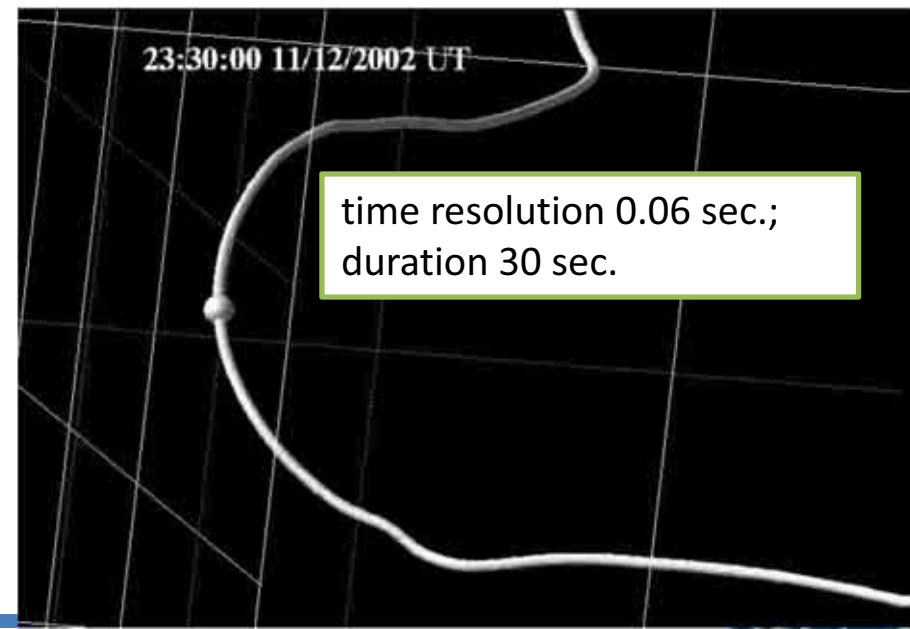 23:30:00 11/12/2002 UT
time resolution 0.06 sec.;
duration 30 sec.